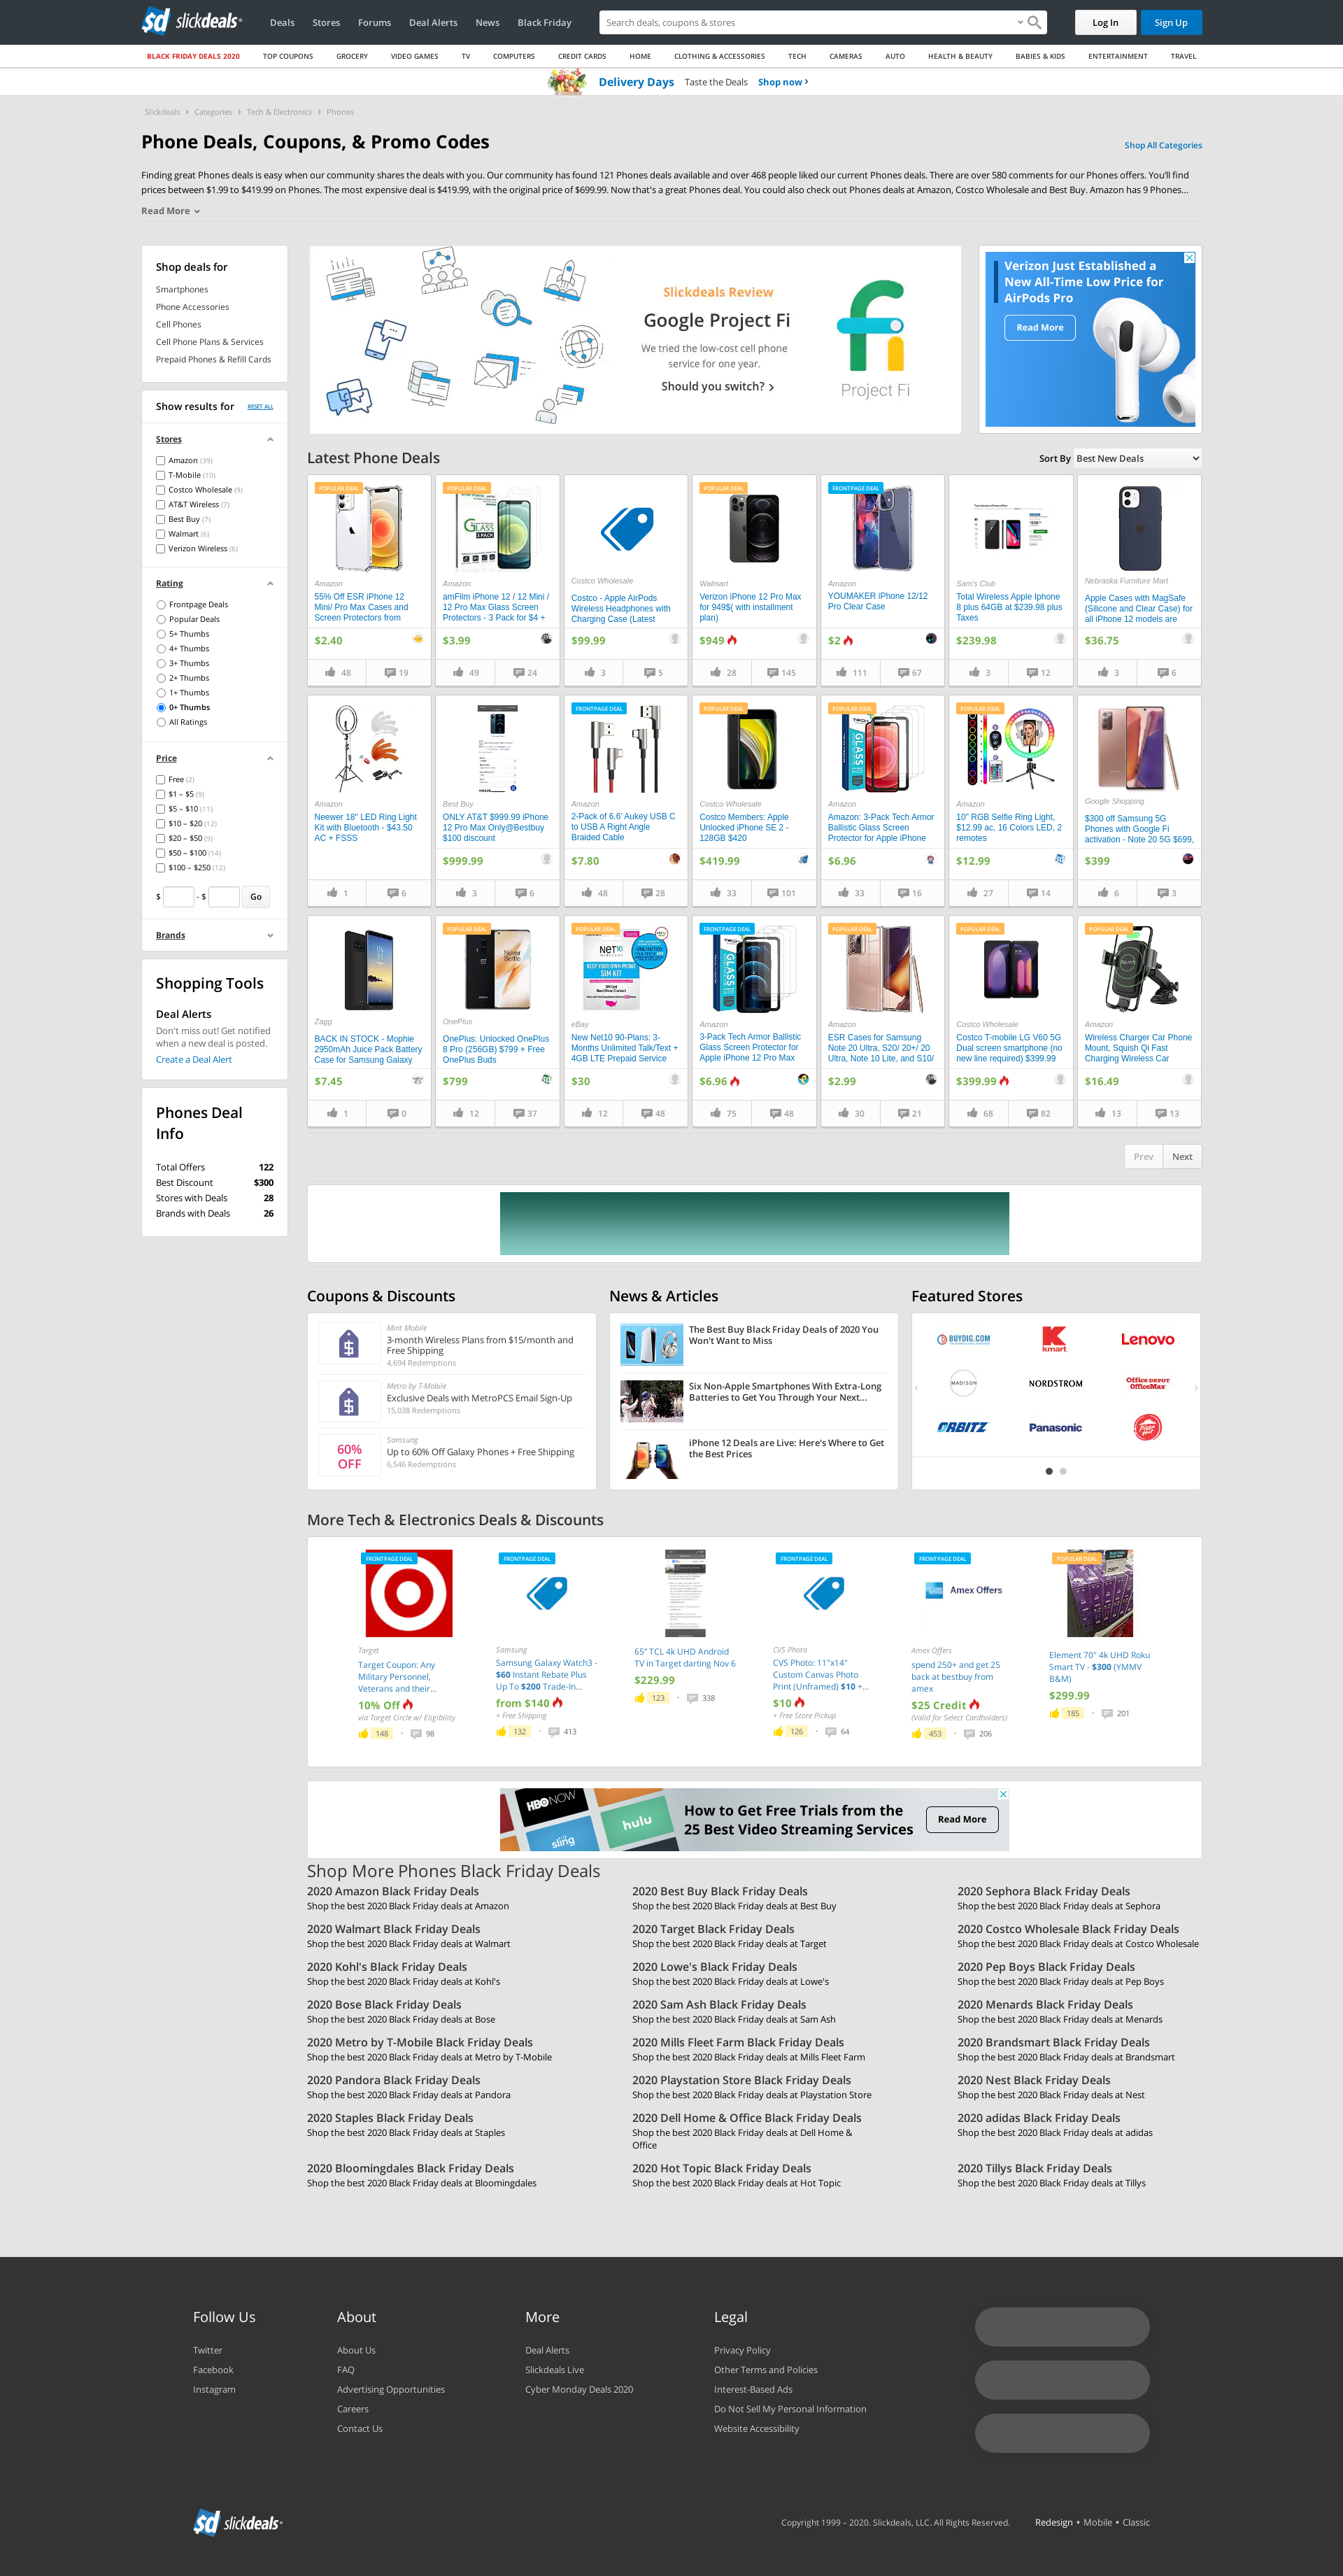 slickdeals
Deals Stores Forums Deal Alerts News Black Friday
Search deals, coupons & stores
Log In
Sign Up
BLACK FRIDAY DEALS 2020 TOP COUPONS GROCERY VIDEO GAMES TV COMPUTERS CREDIT CARDS HOME CLOTHING & ACCESSORIES TECH CAMERAS AUTO HEALTH & BEAUTY BABIES & KIDS ENTERTAINMENT TRAVEL
Delivery Days Taste the Deals Shop now
Slickdeals Categories Tech & Electronics Phones
Phone Deals, Coupons, & Promo Codes
Shop All Categories
Finding great Phones deals is easy when our community shares the deals with you. Our community has found 121 Phones deals available and over 468 people liked our current Phones deals. There are over 580 comments for our Phones offers. You'll find
prices between $1.99 to $419.99 on Phones. The most expensive deal is $419.99, with the original price of $699.99. Now that's a great Phones deal. You could also check out Phones deals at Amazon, Costco Wholesale and Best Buy. Amazon has 9 Phones...
Read More
Shop deals for
Smartphones
Phone Accessories
Cell Phones
Cell Phone Plans & Services
Prepaid Phones & Refill Cards
Show results for RESET ALL
Stores
Amazon (39)
T-Mobile (10)
Costco Wholesale (9)
AT&T Wireless (7)
Best Buy (7)
Walmart (6)
Verizon Wireless (6)
Rating
Frontpage Deals
Popular Deals
5+ Thumbs
4+ Thumbs
3+ Thumbs
2+ Thumbs
1+ Thumbs
0+ Thumbs
All Ratings
Price
Free (2)
$1 – $5 (9)
$5 – $10 (11)
$10 – $20 (12)
$20 – $50 (9)
$50 – $100 (14)
$100 – $250 (12)
$ - $ Go
Brands
Shopping Tools
Deal Alerts
Don't miss out! Get notified
when a new deal is posted.
Create a Deal Alert
Phones Deal
Info
Total Offers 122
Best Discount $300
Stores with Deals 28
Brands with Deals 26
Slickdeals Review
Google Project Fi
We tried the low-cost cell phone
service for one year.
Should you switch?
Project Fi
Verizon Just Established a
New All-Time Low Price for
AirPods Pro
Read More
Latest Phone Deals
Sort By Best New Deals
POPULAR DEAL
Amazon
55% Off ESR iPhone 12
Mini/ Pro Max Cases and
Screen Protectors from
$2.40
48 19
POPULAR DEAL
GLASS
3 PACK
Amazon
amFilm iPhone 12 / 12 Mini /
12 Pro Max Glass Screen
Protectors - 3 Pack for $4 +
$3.99
49 24
Costco Wholesale
Costco - Apple AirPods
Wireless Headphones with
Charging Case (Latest
$99.99
3 5
POPULAR DEAL
Walmart
Verizon iPhone 12 Pro Max
for 949$( with installment
plan)
$949
28 145
FRONTPAGE DEAL
Amazon
YOUMAKER iPhone 12/12
Pro Clear Case
$2
111 67
Sam's Club
Total Wireless Apple Iphone
8 plus 64GB at $239.98 plus
Taxes
$239.98
3 12
Nebraska Furniture Mart
Apple Cases with MagSafe
(Silicone and Clear Case) for
all iPhone 12 models are
$36.75
3 6
Amazon
Neewer 18" LED Ring Light
Kit with Bluetooth - $43.50
AC + FSSS
1 6
Best Buy
ONLY AT&T $999.99 iPhone
12 Pro Max Only@Bestbuy
$100 discount
$999.99
3 6
FRONTPAGE DEAL
Amazon
2-Pack of 6.6' Aukey USB C
to USB A Right Angle
Braided Cable
$7.80
48 28
POPULAR DEAL
Costco Wholesale
Costco Members: Apple
Unlocked iPhone SE 2 -
128GB $420
$419.99
33 101
POPULAR DEAL
TECH
GLASS
Amazon
Amazon: 3-Pack Tech Armor
Ballistic Glass Screen
Protector for Apple iPhone
$6.96
33 16
POPULAR DEAL
Amazon
10" RGB Selfie Ring Light,
$12.99 ac, 16 Colors LED, 2
remotes
$12.99
27 14
Google Shopping
$300 off Samsung 5G
Phones with Google Fi
activation - Note 20 5G $699,
$399
6 3
Zagg
BACK IN STOCK - Mophie
2950mAh Juice Pack Battery
Case for Samsung Galaxy
$7.45
1 0
POPULAR DEAL
Never
Settle
OnePlus
OnePlus: Unlocked OnePlus
8 Pro (256GB) $799 + Free
OnePlus Buds
$799
12 37
POPULAR DEAL
NET10
WIRELESS
KEEP YOUR OWN PHONE
SIM KIT
eBay
New Net10 90-Plans: 3-
Months Unlimited Talk/Text +
4GB LTE Prepaid Service
$30
12 48
FRONTPAGE DEAL
TECH
GLASS
Amazon
3-Pack Tech Armor Ballistic
Glass Screen Protector for
Apple iPhone 12 Pro Max
$6.96
75 48
POPULAR DEAL
Amazon
ESR Cases for Samsung
Note 20 Ultra, S20/ 20+/ 20
Ultra, Note 10 Lite, and S10/
$2.99
30 21
POPULAR DEAL
Costco Wholesale
Costco T-mobile LG V60 5G
Dual screen smartphone (no
new line required) $399.99
$399.99
68 82
POPULAR DEAL
Amazon
Wireless Charger Car Phone
Mount, Squish Qi Fast
Charging Wireless Car
$16.49
13 13
Prev Next
Coupons & Discounts
Mint Mobile
3-month Wireless Plans from $15/month and
Free Shipping
4,694 Redemptions
Metro by T-Mobile
Exclusive Deals with MetroPCS Email Sign-Up
15,038 Redemptions
60%
OFF
Samsung
Up to 60% Off Galaxy Phones + Free Shipping
6,546 Redemptions
News & Articles
The Best Buy Black Friday Deals of 2020 You
Won't Want to Miss
Six Non-Apple Smartphones With Extra-Long
Batteries to Get You Through Your Next...
iPhone 12 Deals are Live: Here's Where to Get
the Best Prices
Featured Stores
BUYDIG.COM
kmart
Lenovo
MADISON
NORDSTROM
Office DEPOT
OfficeMax
ORBITZ
Panasonic
More Tech & Electronics Deals & Discounts
FRONTPAGE DEAL
Target
Target Coupon: Any
Military Personnel,
Veterans and their...
10% Off
via Target Circle w/ Eligibility
148 98
FRONTPAGE DEAL
Samsung
Samsung Galaxy Watch3 -
$60 Instant Rebate Plus
Up To $200 Trade-In...
from $140
+ Free Shipping
132 413
65" TCL 4k UHD Android
TV in Target darting Nov 6
$229.99
123 338
FRONTPAGE DEAL
CVS Photo
CVS Photo: 11"x14"
Custom Canvas Photo
Print (Unframed) $10 +...
$10
+ Free Store Pickup
126 64
FRONTPAGE DEAL
Amex Offers
Amex Offers
spend 250+ and get 25
back at bestbuy from
amex
$25 Credit
(Valid for Select Cardholders)
453 206
POPULAR DEAL
Element 70" 4k UHD Roku
Smart TV - $300 (YMMV
B&M)
$299.99
185 201
HBO NOW
hulu
sling
How to Get Free Trials from the
25 Best Video Streaming Services
Read More
Shop More Phones Black Friday Deals
2020 Amazon Black Friday Deals
Shop the best 2020 Black Friday deals at Amazon
2020 Best Buy Black Friday Deals
Shop the best 2020 Black Friday deals at Best Buy
2020 Sephora Black Friday Deals
Shop the best 2020 Black Friday deals at Sephora
2020 Walmart Black Friday Deals
Shop the best 2020 Black Friday deals at Walmart
2020 Target Black Friday Deals
Shop the best 2020 Black Friday deals at Target
2020 Costco Wholesale Black Friday Deals
Shop the best 2020 Black Friday deals at Costco Wholesale
2020 Kohl's Black Friday Deals
Shop the best 2020 Black Friday deals at Kohl's
2020 Lowe's Black Friday Deals
Shop the best 2020 Black Friday deals at Lowe's
2020 Pep Boys Black Friday Deals
Shop the best 2020 Black Friday deals at Pep Boys
2020 Bose Black Friday Deals
Shop the best 2020 Black Friday deals at Bose
2020 Sam Ash Black Friday Deals
Shop the best 2020 Black Friday deals at Sam Ash
2020 Menards Black Friday Deals
Shop the best 2020 Black Friday deals at Menards
2020 Metro by T-Mobile Black Friday Deals
Shop the best 2020 Black Friday deals at Metro by T-Mobile
2020 Mills Fleet Farm Black Friday Deals
Shop the best 2020 Black Friday deals at Mills Fleet Farm
2020 Brandsmart Black Friday Deals
Shop the best 2020 Black Friday deals at Brandsmart
2020 Pandora Black Friday Deals
Shop the best 2020 Black Friday deals at Pandora
2020 Playstation Store Black Friday Deals
Shop the best 2020 Black Friday deals at Playstation Store
2020 Nest Black Friday Deals
Shop the best 2020 Black Friday deals at Nest
2020 Staples Black Friday Deals
Shop the best 2020 Black Friday deals at Staples
2020 Dell Home & Office Black Friday Deals
Shop the best 2020 Black Friday deals at Dell Home &
Office
2020 adidas Black Friday Deals
Shop the best 2020 Black Friday deals at adidas
2020 Bloomingdales Black Friday Deals
Shop the best 2020 Black Friday deals at Bloomingdales
2020 Hot Topic Black Friday Deals
Shop the best 2020 Black Friday deals at Hot Topic
2020 Tillys Black Friday Deals
Shop the best 2020 Black Friday deals at Tillys
Follow Us
Twitter
Facebook
Instagram
About
About Us
FAQ
Advertising Opportunities
Careers
Contact Us
More
Deal Alerts
Slickdeals Live
Cyber Monday Deals 2020
Legal
Privacy Policy
Other Terms and Policies
Interest-Based Ads
Do Not Sell My Personal Information
Website Accessibility
slickdeals
Copyright 1999 – 2020. Slickdeals, LLC. All Rights Reserved.
Redesign • Mobile • Classic